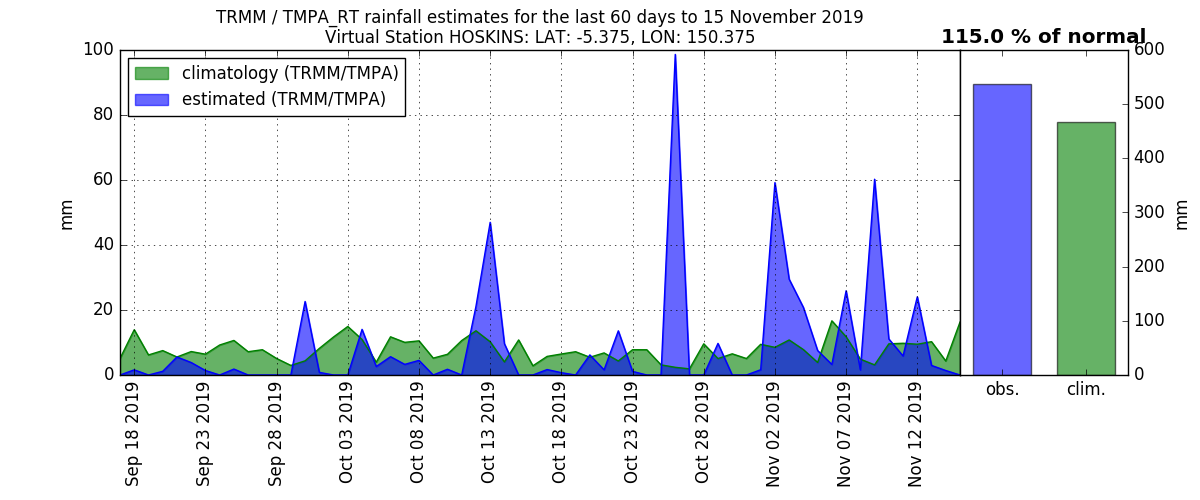 TRMM / TMPA_RT rainfall estimates for the last 60 days to 15 November 2019
Virtual Station HOSKINS: LAT: -5.375, LON: 150.375
115.0 % of normal
climatology (TRMM/TMPA)
estimated (TRMM/TMPA)
mm
100
80
60
40
20
0
Sep 18 2019
Sep 23 2019
Sep 28 2019
Oct 03 2019
Oct 08 2019
Oct 13 2019
Oct 18 2019
Oct 23 2019
Oct 28 2019
Nov 02 2019
Nov 07 2019
Nov 12 2019
obs.
clim.
600
500
400
300
200
100
0
mm